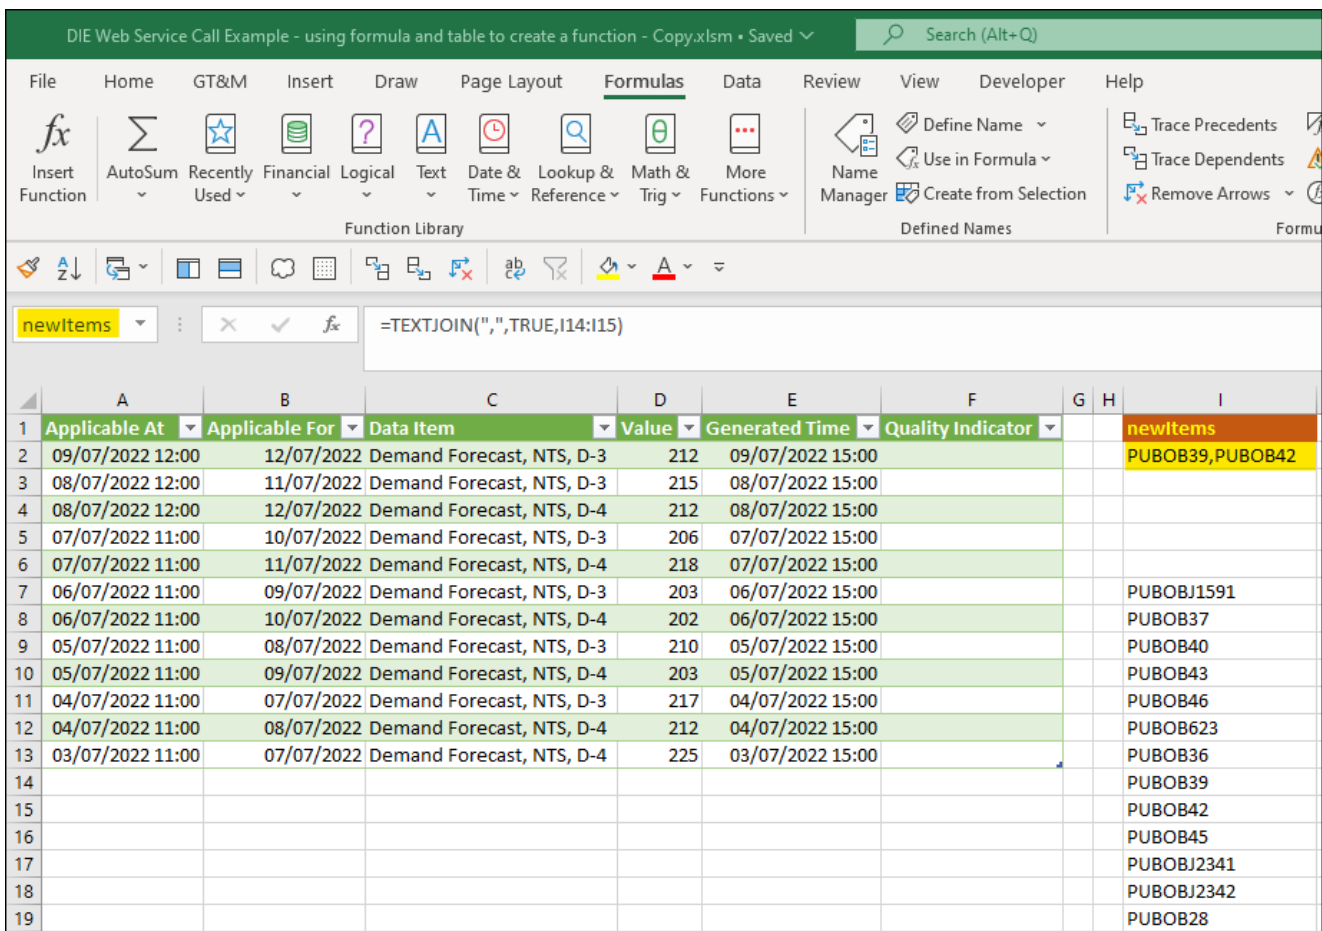 DIE Web Service Call Example - using formula and table to create a function - Copy.xlsm • Saved
Search (Alt+Q)
File Home GT&M Insert Draw Page Layout Formulas Data Review View Developer Help
fx Insert Function
Σ AutoSum
Recently Used
Financial
Logical
A Text
Date & Time
Lookup & Reference
θ Math & Trig
More Functions
Function Library
Name Manager
Define Name
Use in Formula
Create from Selection
Defined Names
Trace Precedents
Trace Dependents
Remove Arrows
Formu
newItems fx =TEXTJOIN(",",TRUE,I14:I15)
A B C D E F G H I
1 Applicable At Applicable For Data Item Value Generated Time Quality Indicator newItems
2 09/07/2022 12:00 12/07/2022 Demand Forecast, NTS, D-3 212 09/07/2022 15:00 PUBOB39,PUBOB42
3 08/07/2022 12:00 11/07/2022 Demand Forecast, NTS, D-3 215 08/07/2022 15:00
4 08/07/2022 12:00 12/07/2022 Demand Forecast, NTS, D-4 212 08/07/2022 15:00
5 07/07/2022 11:00 10/07/2022 Demand Forecast, NTS, D-3 206 07/07/2022 15:00
6 07/07/2022 11:00 11/07/2022 Demand Forecast, NTS, D-4 218 07/07/2022 15:00
7 06/07/2022 11:00 09/07/2022 Demand Forecast, NTS, D-3 203 06/07/2022 15:00 PUBOBJ1591
8 06/07/2022 11:00 10/07/2022 Demand Forecast, NTS, D-4 202 06/07/2022 15:00 PUBOB37
9 05/07/2022 11:00 08/07/2022 Demand Forecast, NTS, D-3 210 05/07/2022 15:00 PUBOB40
10 05/07/2022 11:00 09/07/2022 Demand Forecast, NTS, D-4 203 05/07/2022 15:00 PUBOB43
11 04/07/2022 11:00 07/07/2022 Demand Forecast, NTS, D-3 217 04/07/2022 15:00 PUBOB46
12 04/07/2022 11:00 08/07/2022 Demand Forecast, NTS, D-4 212 04/07/2022 15:00 PUBOB623
13 03/07/2022 11:00 07/07/2022 Demand Forecast, NTS, D-4 225 03/07/2022 15:00 PUBOB36
14 PUBOB39
15 PUBOB42
16 PUBOB45
17 PUBOBJ2341
18 PUBOBJ2342
19 PUBOB28